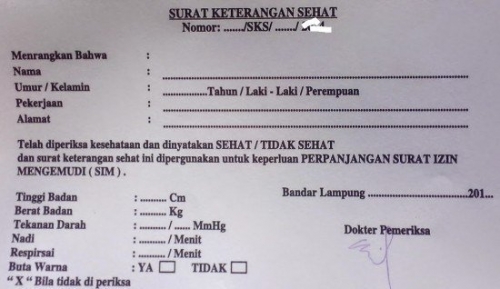 SURAT KETERANGAN SEHAT
Nomor: ......./SKS/ ......./
Menrangkan Bahwa :
Nama : ................................................
Umur / Kelamin : ..............Tahun / Laki - Laki / Perempuan
Pekerjaan : ................................................
Alamat : ................................................
Telah diperiksa kesehataan dan dinyatakan SEHAT / TIDAK SEHAT
dan surat keterangan sehat ini dipergunakan untuk keperluan PERPANJANGAN SURAT IZIN
MENGEMUDI ( SIM ) .
Bandar Lampung ..............................201...
Tinggi Badan : .......... Cm
Berat Badan : .......... Kg
Tekanan Darah : ......./ ...... MmHg
Nadi : ......../ Menit
Respirsai : ......../ Menit
Buta Warna : YA TIDAK
“ X “ Bila tidak di periksa
Dokter Pemeriksa